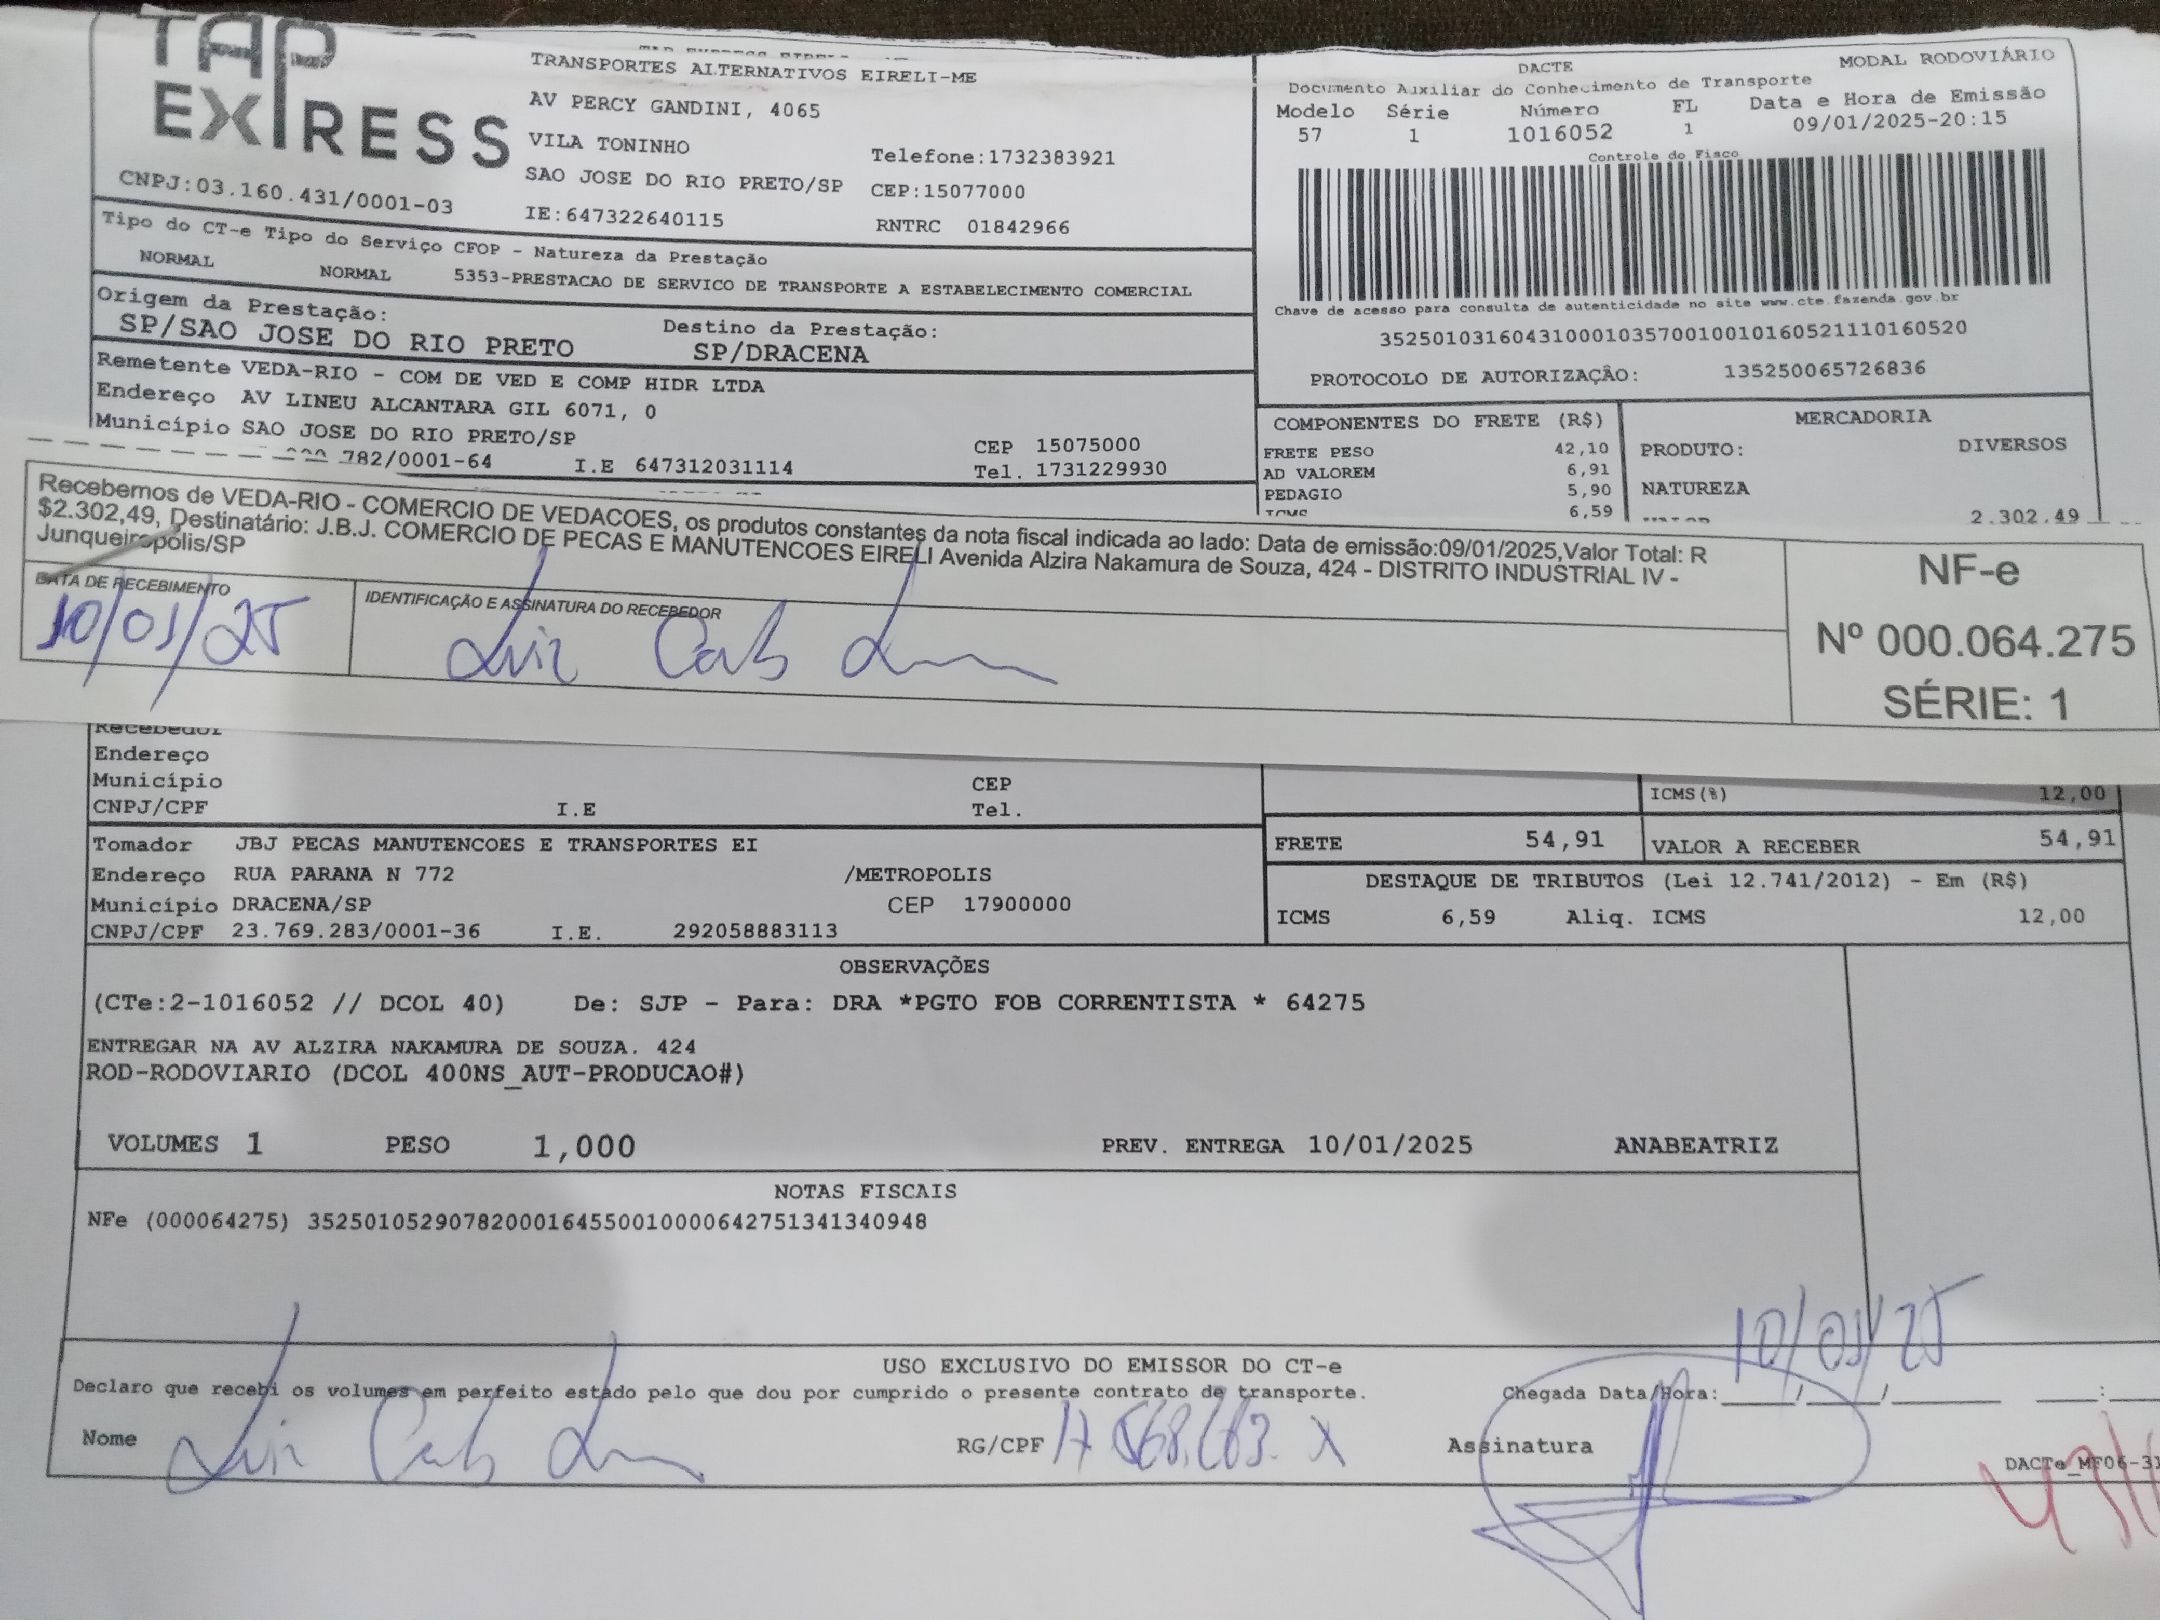 TAP EXPRESS
TRANSPORTES ALTERNATIVOS EIRELI-ME
AV PERCY GANDINI, 4065
VILA TONINHO
Telefone:1732383921
SAO JOSE DO RIO PRETO/SP CEP:15077000
CNPJ:03.160.431/0001-03
IE:647322640115 RNTRC 01842966
DACTE MODAL RODOVIÁRIO
Documento Auxiliar do Conhecimento de Transporte
Modelo Série Número FL Data e Hora de Emissão
57 1 1016052 1 09/01/2025-20:15
Controle do Fisco
Chave de acesso para consulta de autenticidade no site www.cte.fazenda.gov.br
35250103160431000103570010010160521110160520
PROTOCOLO DE AUTORIZAÇÃO: 135250065726836
Tipo do CT-e Tipo do Serviço CFOP - Natureza da Prestação
NORMAL NORMAL 5353-PRESTACAO DE SERVICO DE TRANSPORTE A ESTABELECIMENTO COMERCIAL
Origem da Prestação: Destino da Prestação:
SP/SAO JOSE DO RIO PRETO SP/DRACENA
Remetente VEDA-RIO - COM DE VED E COMP HIDR LTDA
Endereço AV LINEU ALCANTARA GIL 6071, 0
Município SAO JOSE DO RIO PRETO/SP CEP 15075000
782/0001-64 I.E 647312031114 Tel. 1731229930
COMPONENTES DO FRETE (R$) MERCADORIA
FRETE PESO 42,10 PRODUTO: DIVERSOS
AD VALOREM 6,91
PEDAGIO 5,90 NATUREZA
ICMS 6,59 VALOR 2.302,49
Recebemos de VEDA-RIO - COMERCIO DE VEDACOES, os produtos constantes da nota fiscal indicada ao lado: Data de emissão:09/01/2025,Valor Total: R
$2.302,49, Destinatário: J.B.J. COMERCIO DE PECAS E MANUTENCOES EIRELI Avenida Alzira Nakamura de Souza, 424 - DISTRITO INDUSTRIAL IV -
Junqueiropólis/SP
DATA DE RECEBIMENTO IDENTIFICAÇÃO E ASSINATURA DO RECEBEDOR
10/01/25 Luiz
NF-e
Nº 000.064.275
SÉRIE: 1
Recebedor
Endereço
Município CEP
CNPJ/CPF I.E Tel.
ICMS(%) 12,00
FRETE 54,91 VALOR A RECEBER 54,91
Tomador JBJ PECAS MANUTENCOES E TRANSPORTES EI
Endereço RUA PARANA N 772 /METROPOLIS
Município DRACENA/SP CEP 17900000
CNPJ/CPF 23.769.283/0001-36 I.E. 292058883113
DESTAQUE DE TRIBUTOS (Lei 12.741/2012) - Em (R$)
ICMS 6,59 Aliq. ICMS 12,00
OBSERVAÇÕES
(CTe:2-1016052 // DCOL 40) De: SJP - Para: DRA *PGTO FOB CORRENTISTA * 64275
ENTREGAR NA AV ALZIRA NAKAMURA DE SOUZA. 424
ROD-RODOVIARIO (DCOL 400NS_AUT-PRODUCAO#)
VOLUMES 1 PESO 1,000 PREV. ENTREGA 10/01/2025 ANABEATRIZ
NOTAS FISCAIS
NFe (000064275) 35250105290782000164550010000642751341340948
USO EXCLUSIVO DO EMISSOR DO CT-e
10/01/25
Declaro que recebi os volumes em perfeito estado pelo que dou por cumprido o presente contrato de transporte. Chegada Data/Hora:____/____/______ ____:____
Nome Luiz RG/CPF Assinatura
DACTe_MF06-31